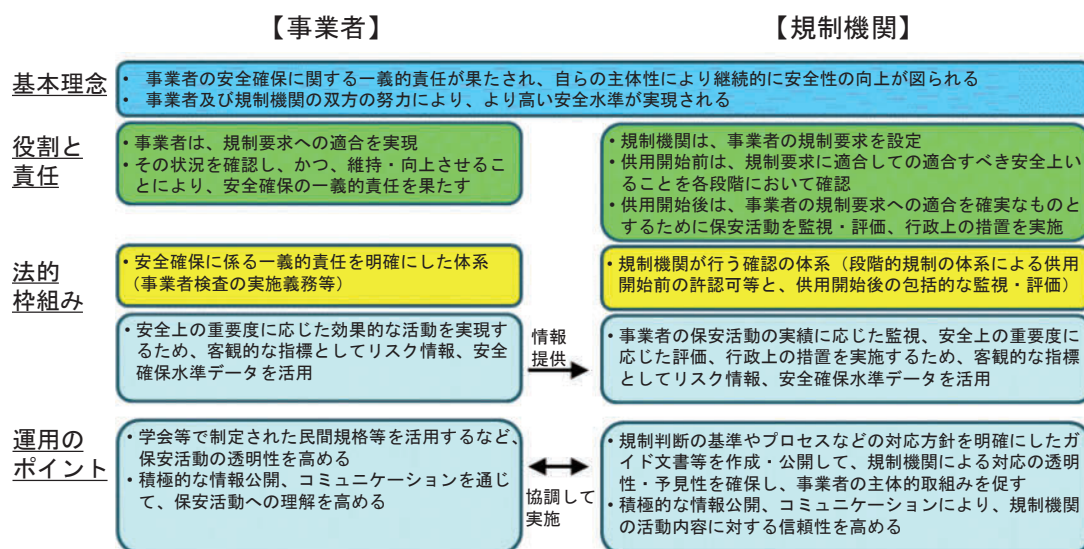 【事業者】
【規制機関】
基本理念
• 事業者の安全確保に関する一義的責任が果たされ、自らの主体性により継続的に安全性の向上が図られる
• 事業者及び規制機関の双方の努力により、より高い安全水準が実現される
役割と
責任
• 事業者は、規制要求への適合を実現
• その状況を確認し、かつ、維持・向上させるこ
とにより、安全確保の一義的責任を果たす
• 規制機関は、事業者の規制要求を設定
• 供用開始前は、規制要求に適合しての適合すべき安全上い
ることを各段階において確認
• 供用開始後は、事業者の規制要求への適合を確実なものと
するために保安活動を監視・評価、行政上の措置を実施
法的
枠組み
• 安全確保に係る一義的責任を明確にした体系
（事業者検査の実施義務等）
• 規制機関が行う確認の体系（段階的規制の体系による供用
開始前の許認可等と、供用開始後の包括的な監視・評価）
• 安全上の重要度に応じた効果的な活動を実現す
るため、客観的な指標としてリスク情報、安全
確保水準データを活用
情報
提供
• 事業者の保安活動の実績に応じた監視、安全上の重要度に
応じた評価、行政上の措置を実施するため、客観的な指標
としてリスク情報、安全確保水準データを活用
運用の
ポイント
• 学会等で制定された民間規格等を活用するなど、
保安活動の透明性を高める
• 積極的な情報公開、コミュニケーションを通じ
て、保安活動への理解を高める
協調して
実施
• 規制判断の基準やプロセスなどの対応方針を明確にしたガ
イド文書等を作成・公開して、規制機関による対応の透明
性・予見性を確保し、事業者の主体的取組みを促す
• 積極的な情報公開、コミュニケーションにより、規制機関
の活動内容に対する信頼性を高める